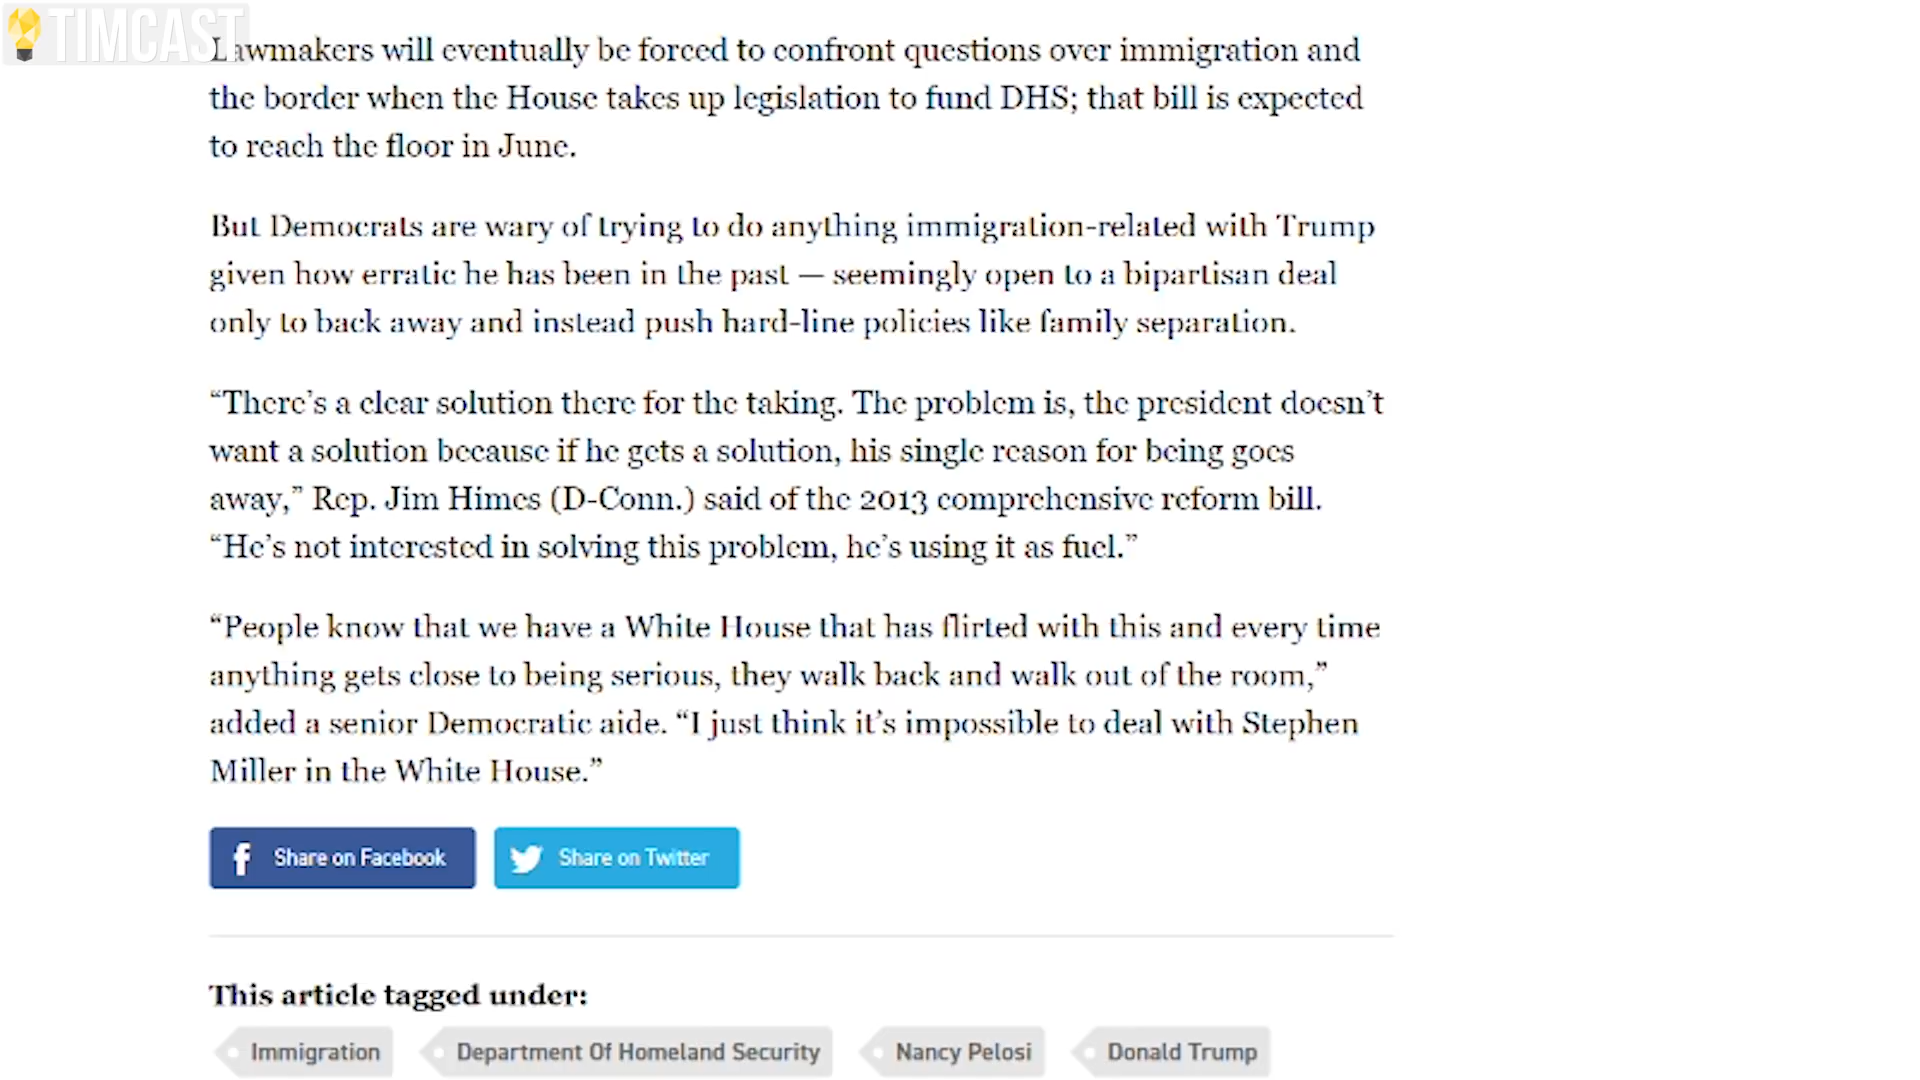 TIMCAST
Lawmakers will eventually be forced to confront questions over immigration and
the border when the House takes up legislation to fund DHS; that bill is expected
to reach the floor in June.
But Democrats are wary of trying to do anything immigration-related with Trump
given how erratic he has been in the past — seemingly open to a bipartisan deal
only to back away and instead push hard-line policies like family separation.
“There’s a clear solution there for the taking. The problem is, the president doesn’t
want a solution because if he gets a solution, his single reason for being goes
away,” Rep. Jim Himes (D-Conn.) said of the 2013 comprehensive reform bill.
“He’s not interested in solving this problem, he’s using it as fuel.”
“People know that we have a White House that has flirted with this and every time
anything gets close to being serious, they walk back and walk out of the room,”
added a senior Democratic aide. “I just think it’s impossible to deal with Stephen
Miller in the White House.”
Share on Facebook Share on Twitter
This article tagged under:
Immigration Department Of Homeland Security Nancy Pelosi Donald Trump